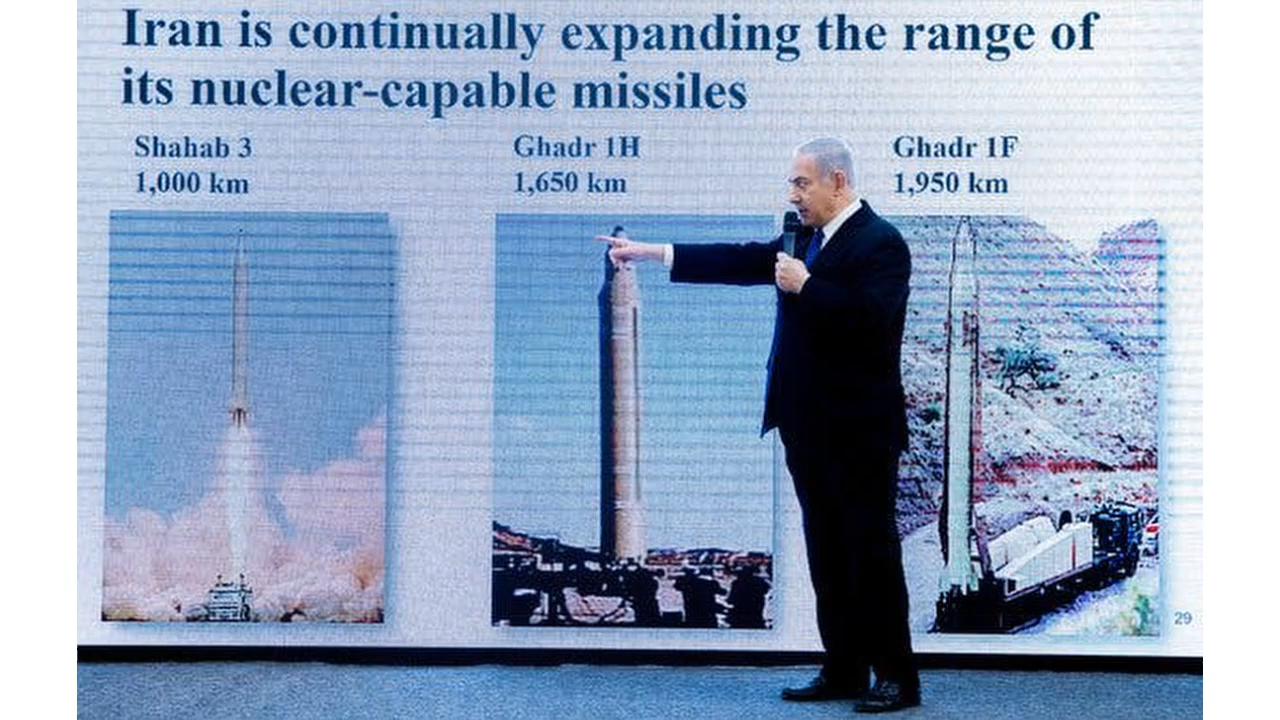 Iran is continually expanding the range of
its nuclear-capable missiles
Shahab 3
1,000 km
Ghadr 1H
1,650 km
Ghadr 1F
1,950 km
29